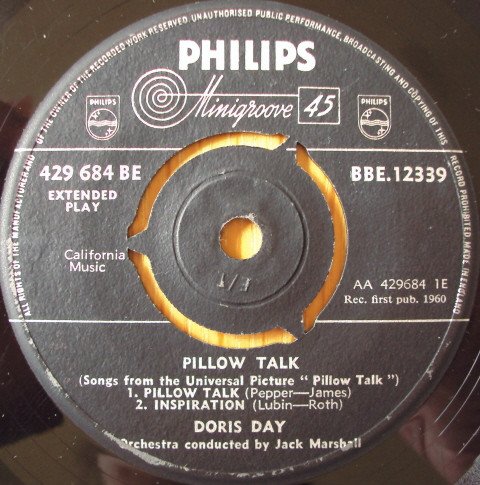 ALL RIGHTS OF THE MANUFACTURER AND OF THE OWNER OF THE RECORDED WORK RESERVED. UNAUTHORISED PUBLIC PERFORMANCE, BROADCASTING AND COPYING OF THIS RECORD PROHIBITED. MADE IN ENGLAND
PHILIPS
Minigroove 45
PHILIPS
PHILIPS
429 684 BE
BBE.12339
EXTENDED
PLAY
California
Music
AA 429684 1E
Rec. first pub. 1960
PILLOW TALK
(Songs from the Universal Picture “ Pillow Talk ”)
1. PILLOW TALK (Pepper—James)
2. INSPIRATION (Lubin—Roth)
DORIS DAY
Orchestra conducted by Jack Marshall